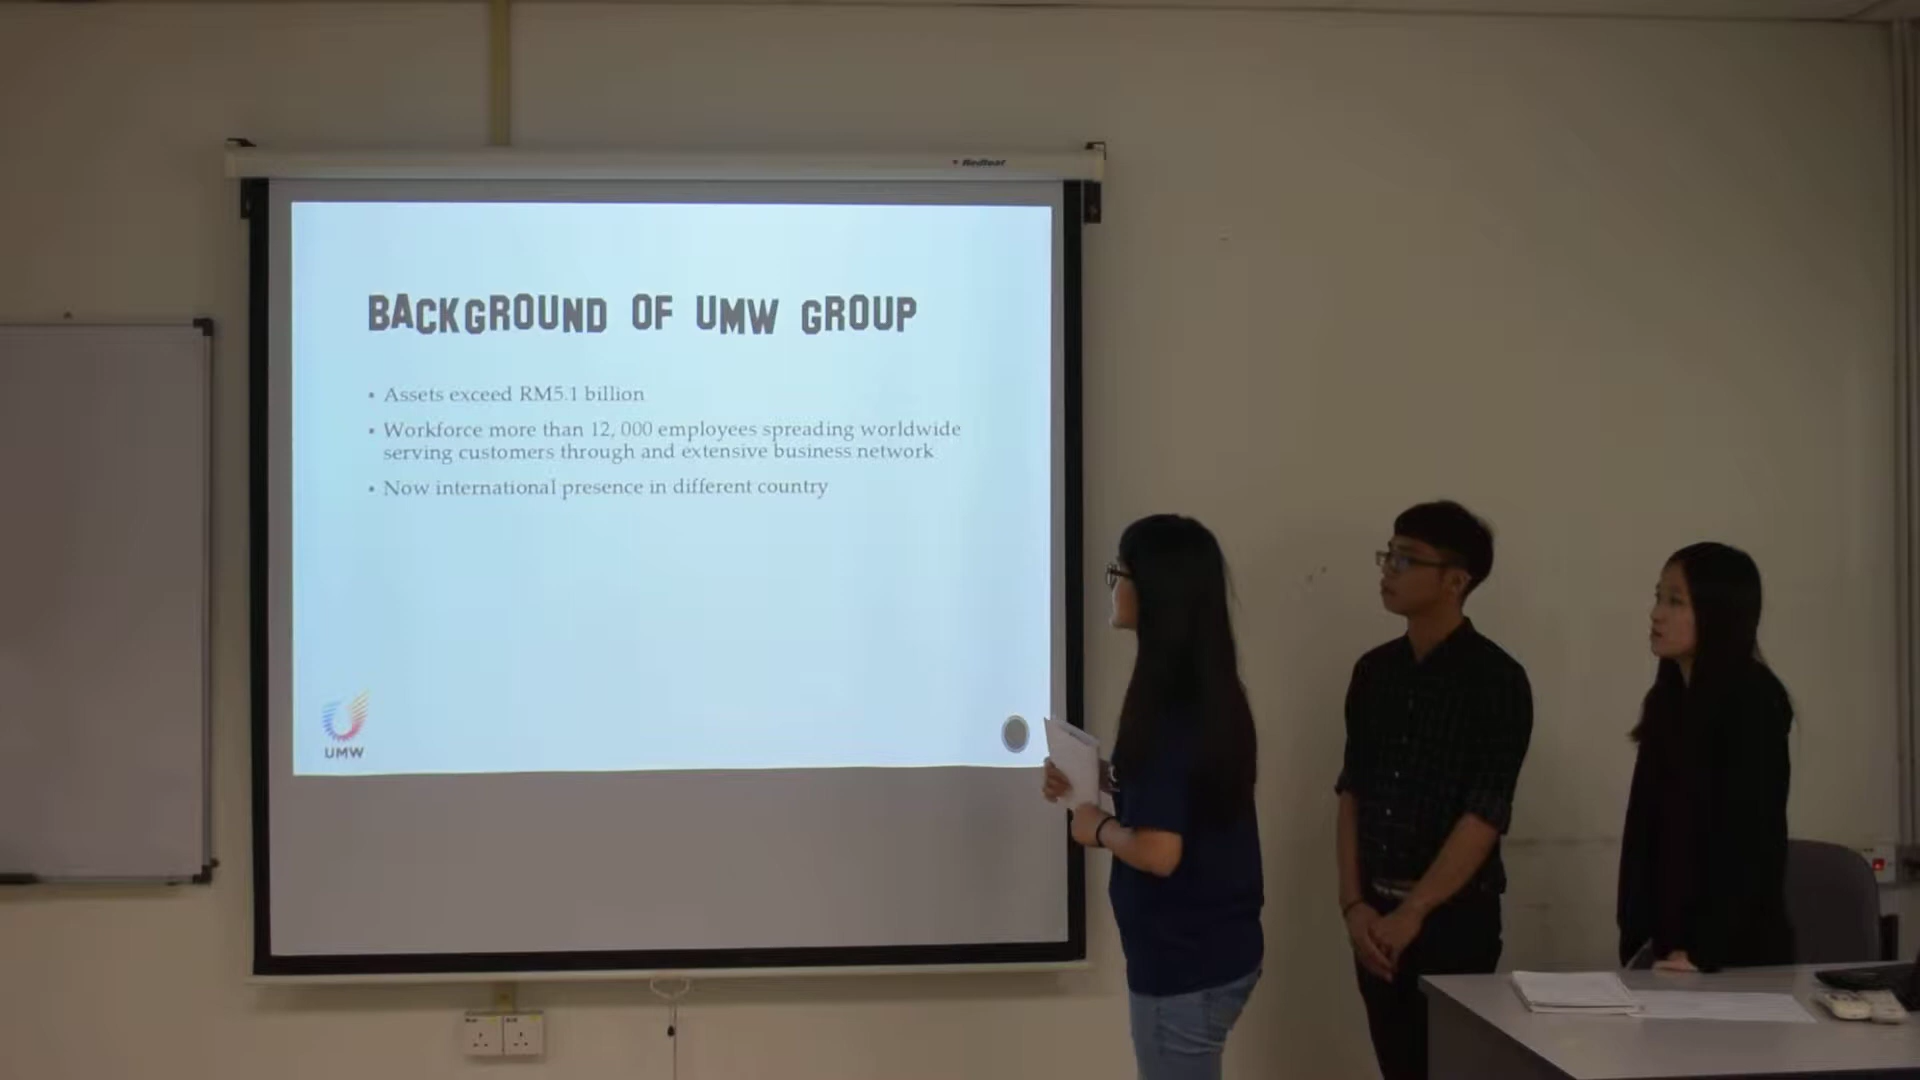 Redleaf
BACKGROUND OF UMW GROUP
• Assets exceed RM5.1 billion
• Workforce more than 12, 000 employees spreading worldwide
serving customers through and extensive business network
• Now international presence in different country
UMW